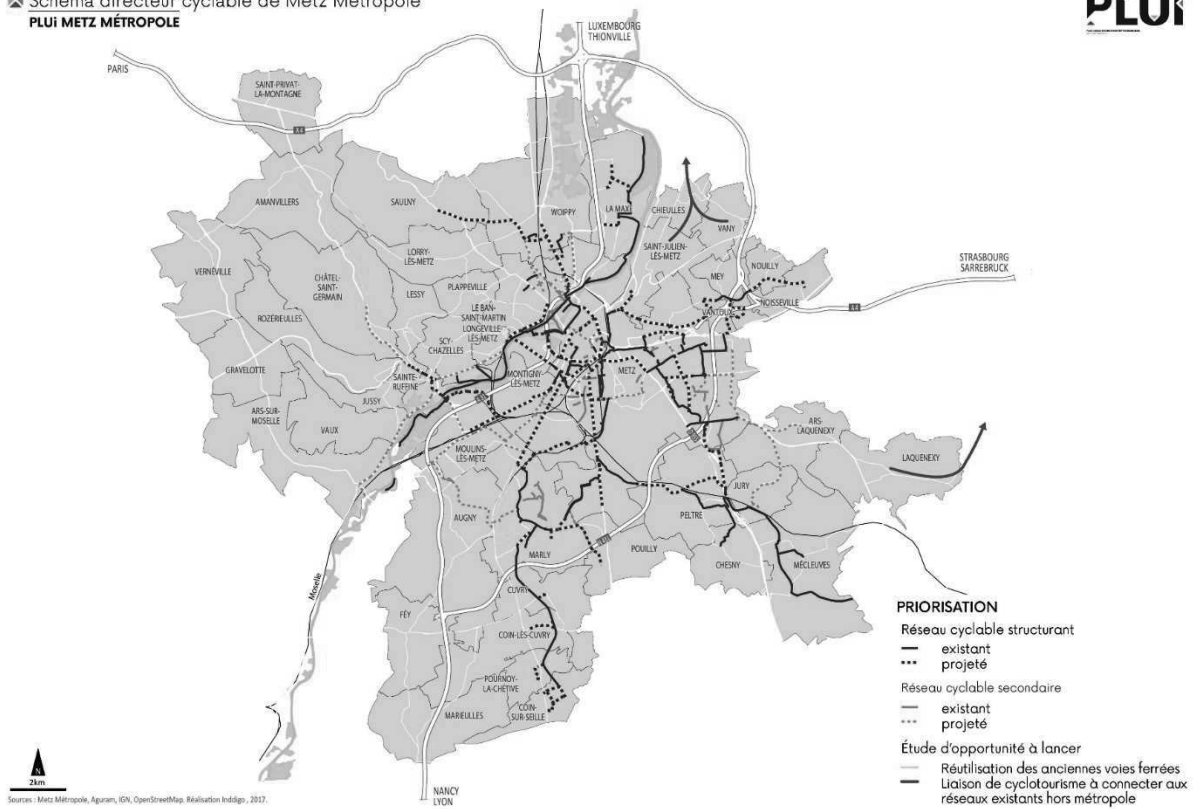 Schéma directeur cyclable de Metz Métropole
PLUi METZ MÉTROPOLE
PLUi
LUXEMBOURG
THIONVILLE
PARIS
SAINT-PRIVAT-
LA-MONTAGNE
A4
AMANVILLERS
SAULNY
WOIPPY
LA MAX
CHIEULLES
VANY
SAINT-JULIEN-
LÈS-METZ
LORRY-
LÈS-METZ
MEY
NOUILLY
STRASBOURG
SARREBRUCK
VERNÉVILLE
CHÂTEL-
SAINT-
GERMAIN
LESSY
PLAPPEVILLE
NOISSEVILLE
VANTOUX
A4
ROZÉRIEULLES
LE BAN-
SAINT-MARTIN
LONGEVILLE-
LÈS-METZ
SCY-
CHAZELLES
GRAVELOTTE
SAINTE-
RUFFINE
MONTIGNY-
LÈS-METZ
METZ
JUSSY
ARS-SUR-
MOSELLE
VAUX
MOULINS-
LÈS-METZ
ARS-
LAQUENEXY
LAQUENEXY
JURY
AUGNY
PELTRE
MARLY
POUILLY
CHESNY
MÉCLEUVES
Moselle
CUVRY
FÉY
COIN-LÈS-CUVRY
POURNOY-
LA-CHÉTIVE
MARIEULLES
COIN-
SUR-SEILLE
NANCY
LYON
PRIORISATION
Réseau cyclable structurant
existant
projeté
Réseau cyclable secondaire
existant
projeté
Étude d'opportunité à lancer
Réutilisation des anciennes voies ferrées
Liaison de cyclotourisme à connecter aux
réseaux existants hors métropole
N
2km
Sources : Metz Métropole, Aguram, IGN, OpenStreetMap. Réalisation Inddigo , 2017.